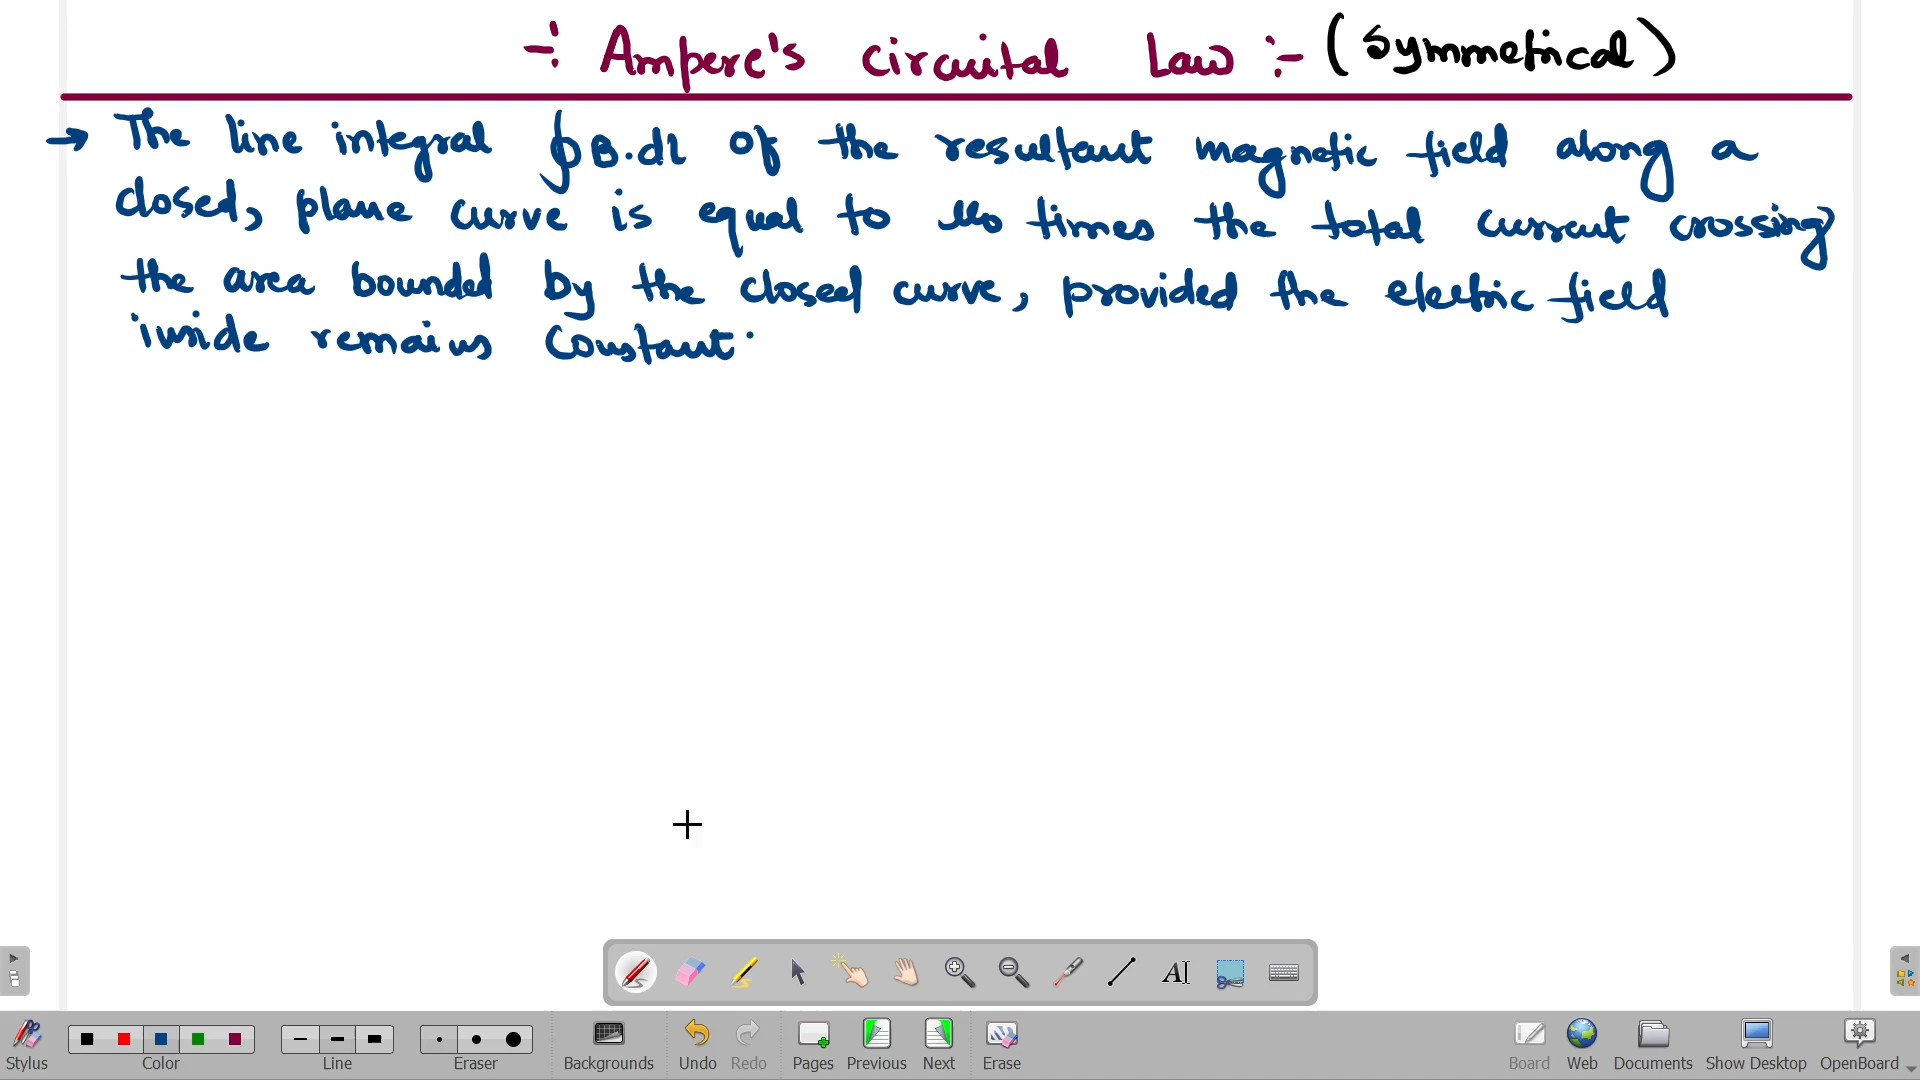 -: Ampere's circuital Law :- (Symmetrical)
→ The line integral ∮B.dl of the resultant magnetic field along a
closed, plane curve is equal to μ₀ times the total current crossing
the area bounded by the closed curve, provided the electric field
inside remains constant.
AI
Stylus Color Line Eraser Backgrounds Undo Redo Pages Previous Next Erase Board Web Documents Show Desktop OpenBoard